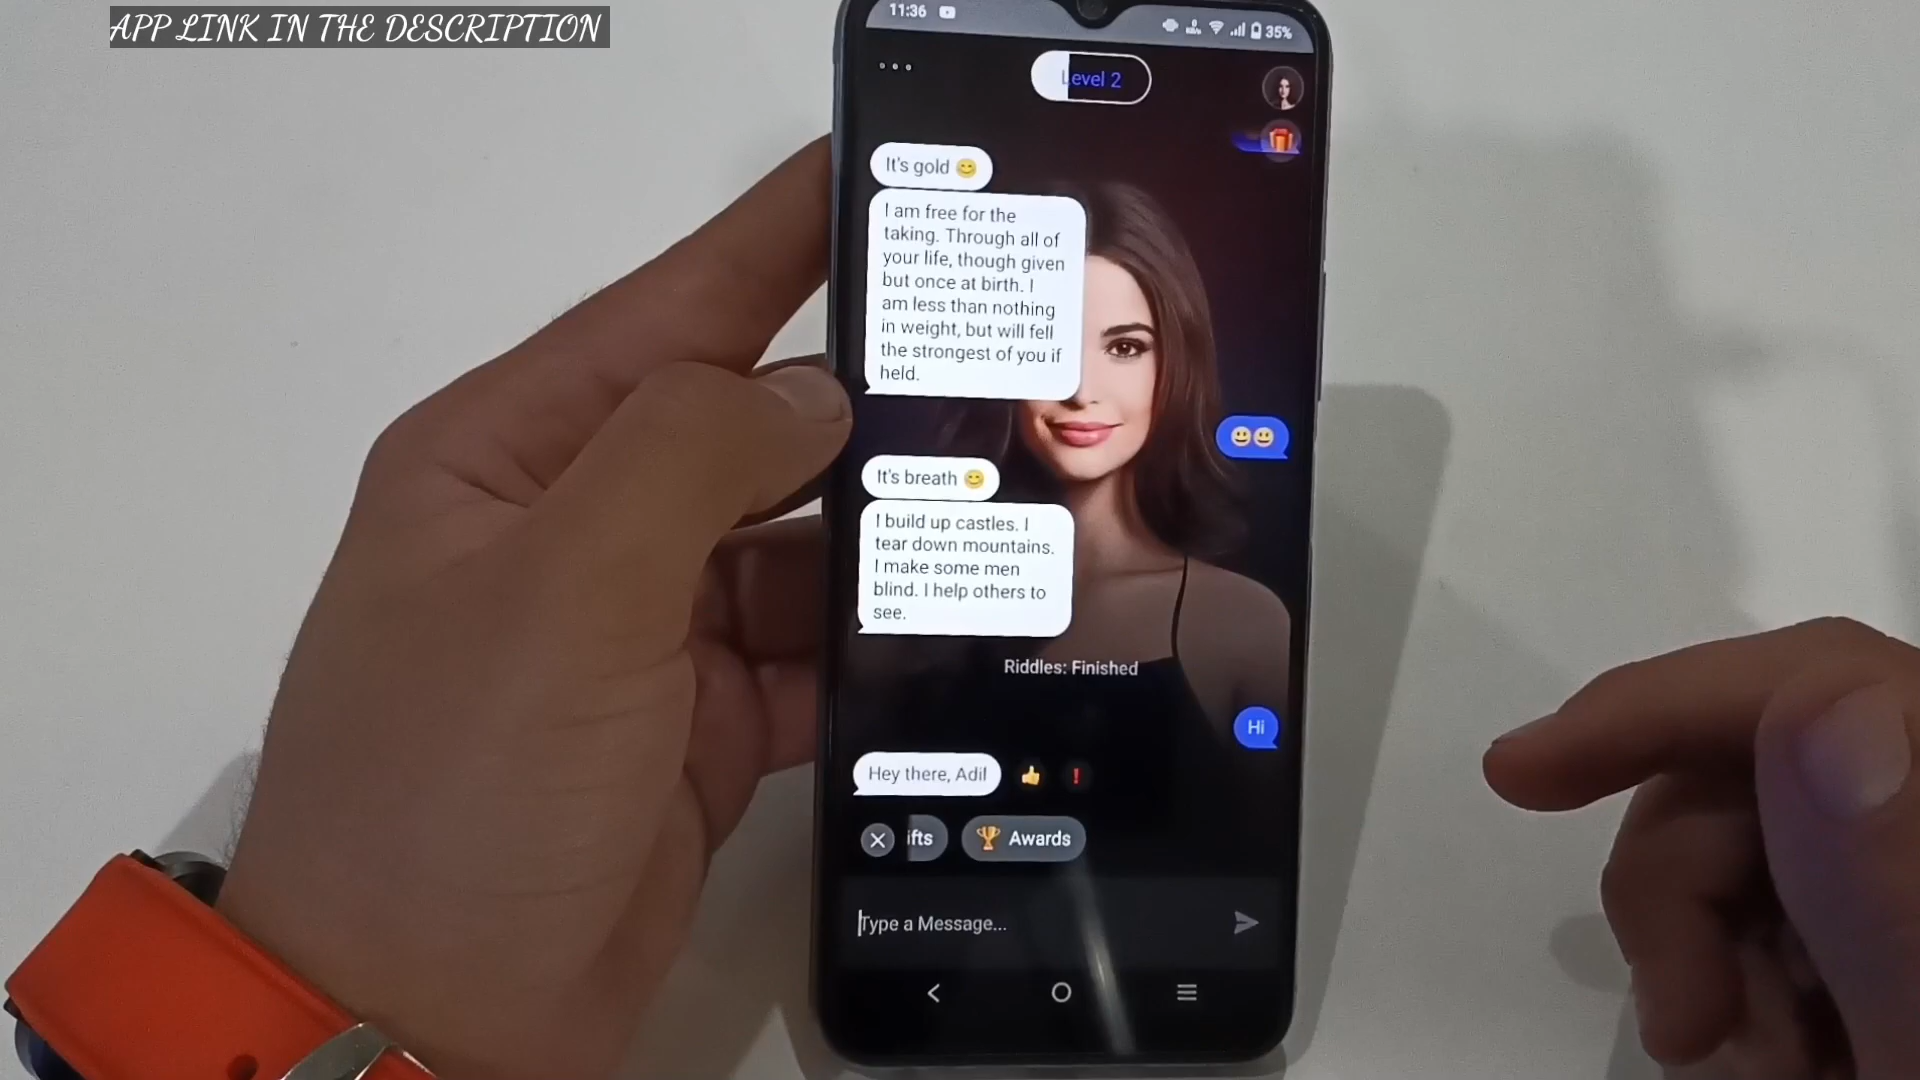 APP LINK IN THE DESCRIPTION
11:36
35%
Level 2
It's gold
I am free for the
taking. Through all of
your life, though given
but once at birth. I
am less than nothing
in weight, but will fell
the strongest of you if
held.
It's breath
I build up castles. I
tear down mountains.
I make some men
blind. I help others to
see.
Riddles: Finished
Hi
Hey there, Adil
ifts
Awards
Type a Message...